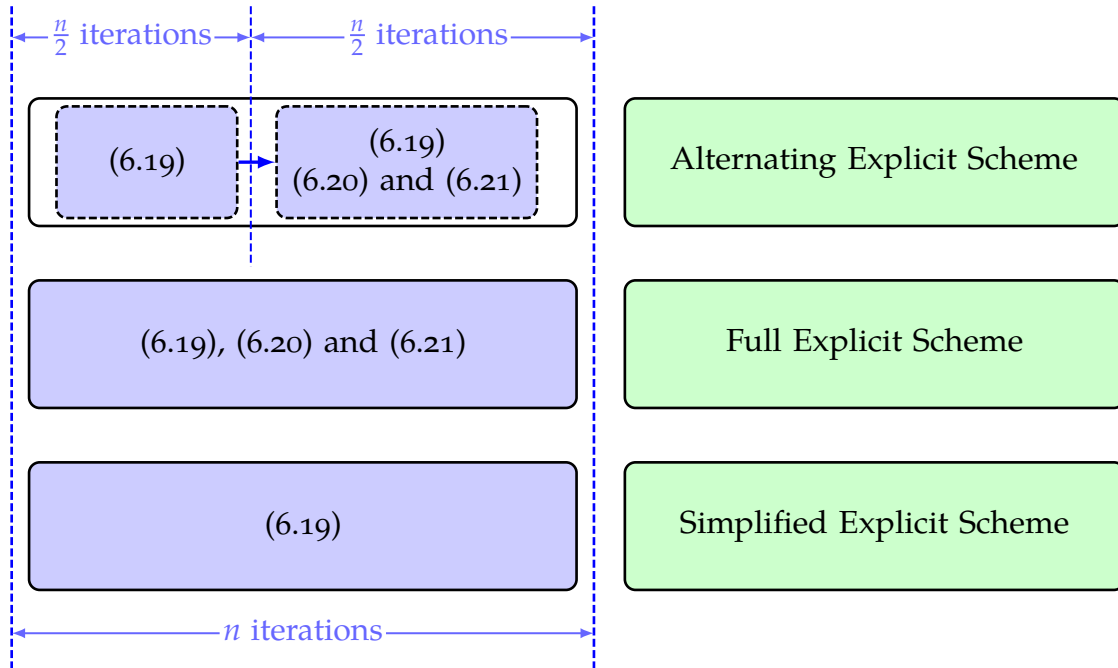 n/2 iterations
n/2 iterations
(6.19)
(6.19)
(6.20) and (6.21)
Alternating Explicit Scheme
(6.19), (6.20) and (6.21)
Full Explicit Scheme
(6.19)
Simplified Explicit Scheme
n iterations